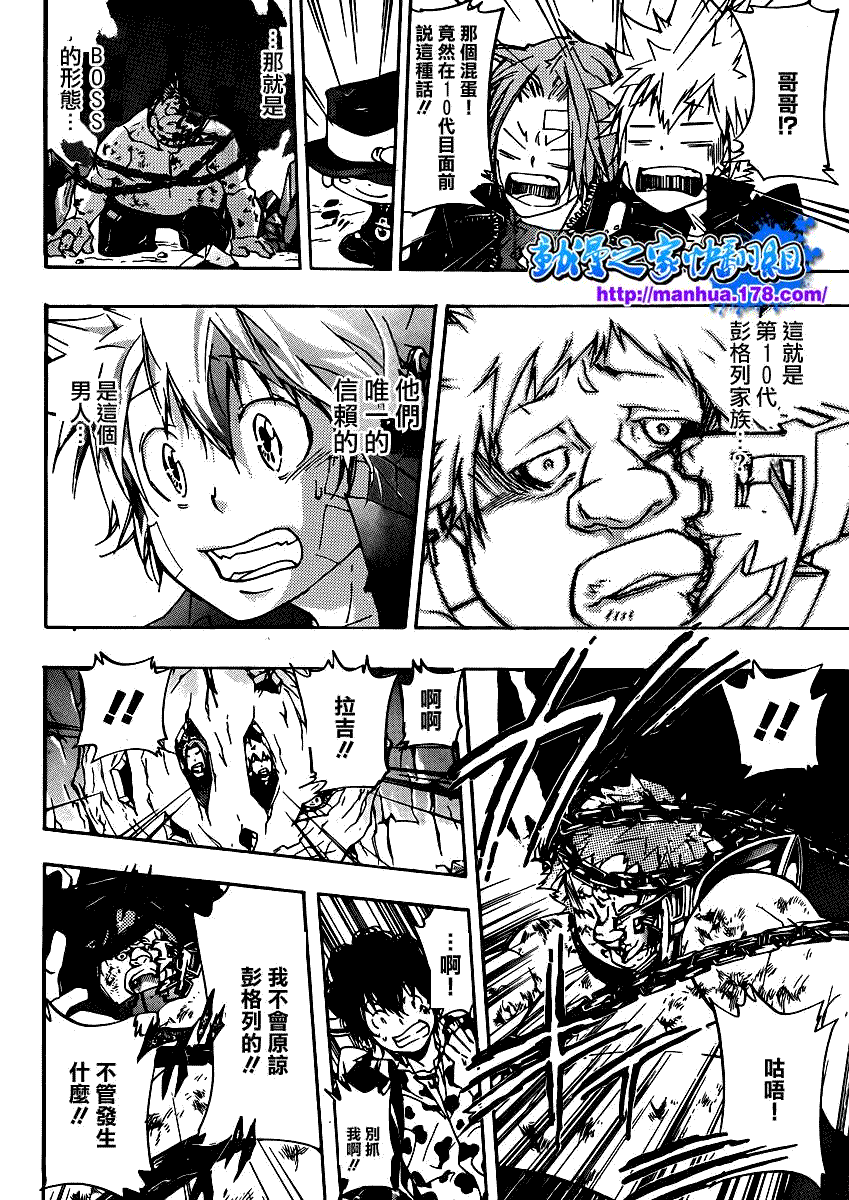 哥哥!?
那個混蛋!
竟然在10代目面前
說這種話!!
…那就是
BOSS
的形態…
動漫之家快翻組
http://manhua.178.com/
這就是
第10代
彭格列家族…?
他們
唯一的
信賴的
是這個
男人…
!!
啊啊
拉吉!!
!!
咕唔!
…啊!
別抓
我啊!!
我不會原諒
彭格列的!!
不管發生
什麼!!